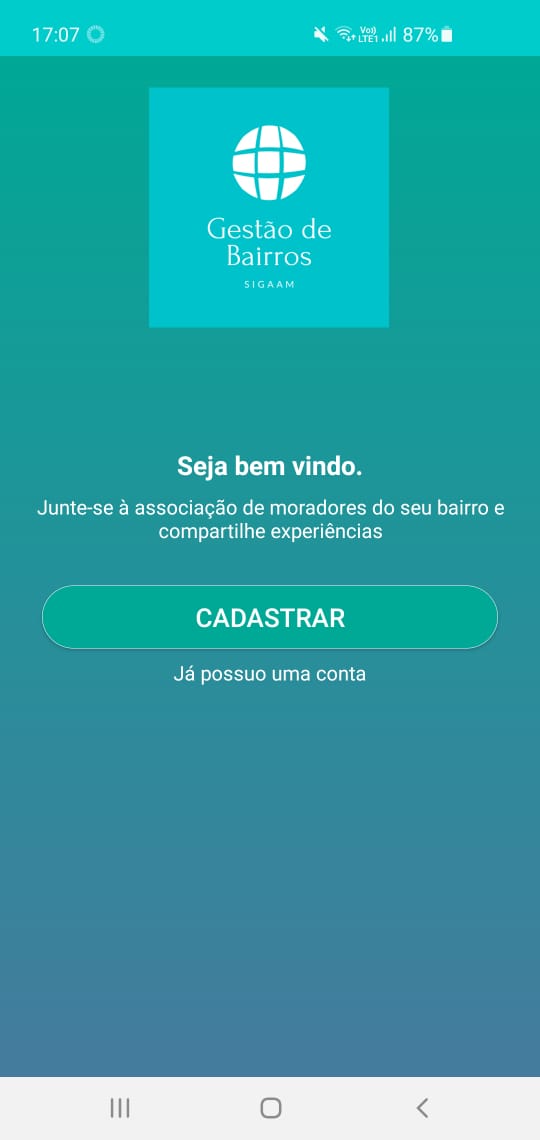 17:07
Vo)) LTE1 87%
Gestão de
Bairros
SIGAAM
Seja bem vindo.
Junte-se à associação de moradores do seu bairro e
compartilhe experiências
CADASTRAR
Já possuo uma conta